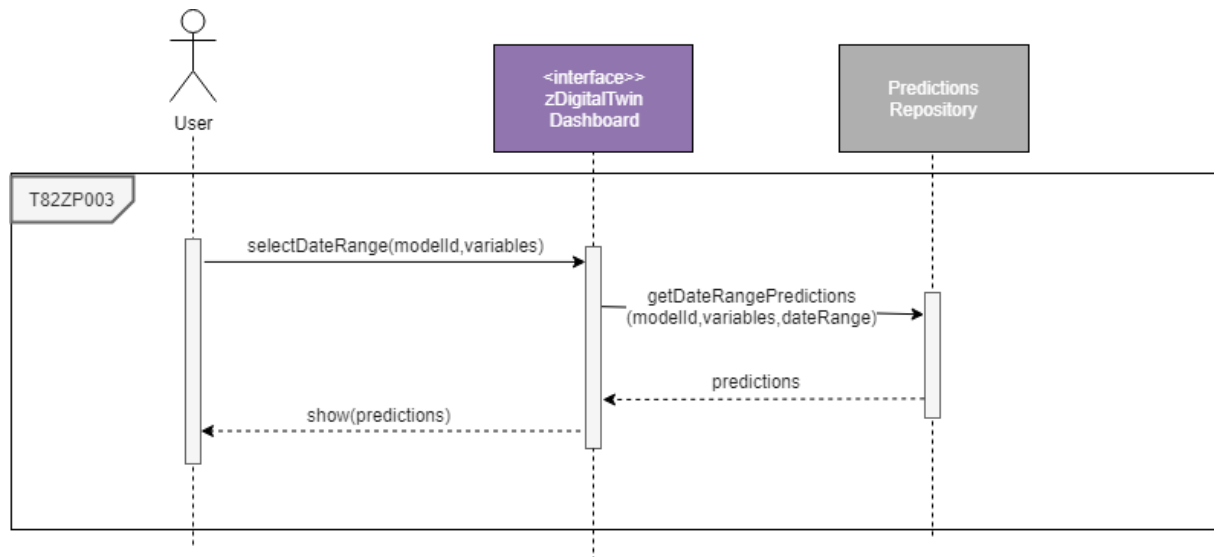 User
<interface>>
zDigitalTwin
Dashboard
Predictions
Repository
T82ZP003
selectDateRange(modelId,variables)
getDateRangePredictions
(modelId,variables,dateRange)
predictions
show(predictions)